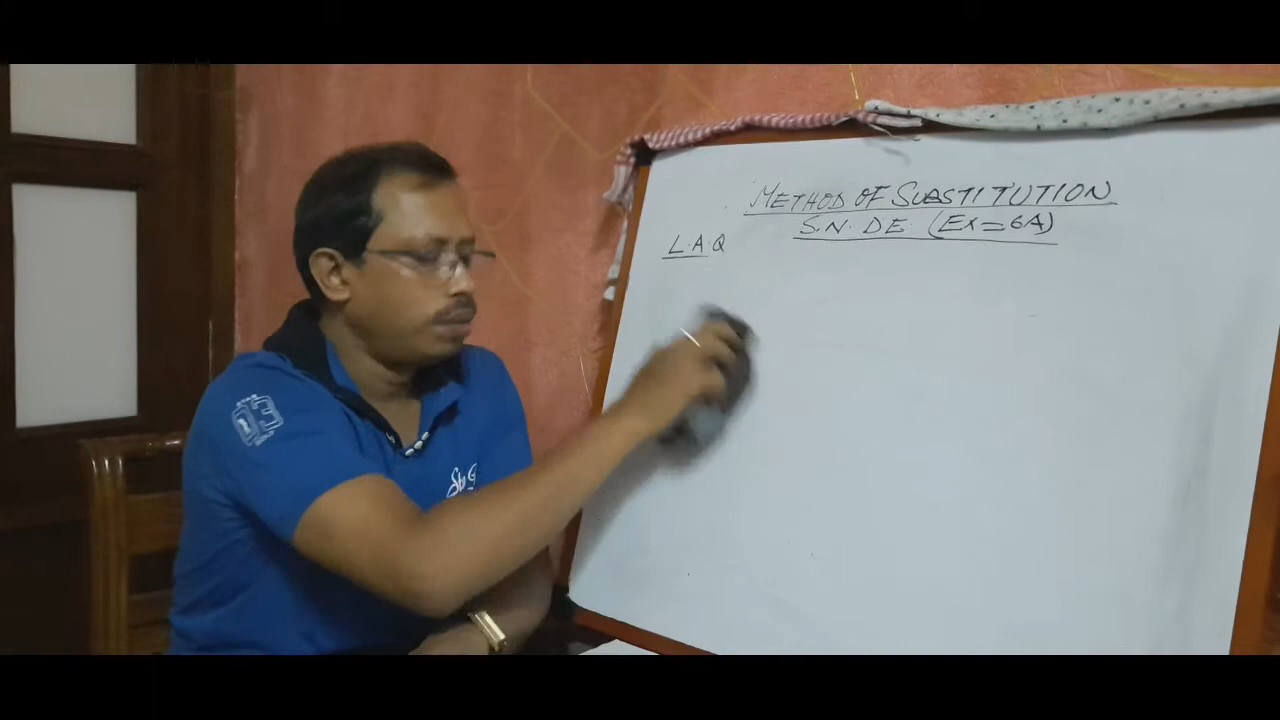 METHOD OF SUBSTITUTION
S.N. DE (EX=6A)
L.A.Q